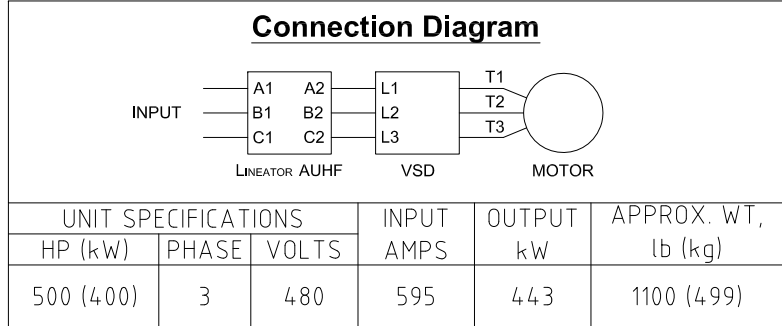 Connection Diagram
A1 A2 L1 T1
INPUT B1 B2 L2 T2
C1 C2 L3 T3
LINEATOR AUHF VSD MOTOR
UNIT SPECIFICATIONS INPUT OUTPUT APPROX. WT,
HP (kW) PHASE VOLTS AMPS kW lb (kg)
500 (400) 3 480 595 443 1100 (499)